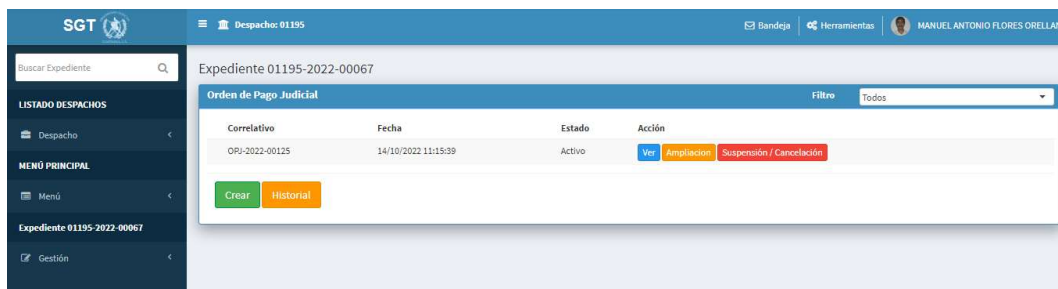 SGT
Despacho: 01195
Bandeja
Herramientas
MANUEL ANTONIO FLORES ORELLAN
Buscar Expediente
LISTADO DESPACHOS
Despacho
MENÚ PRINCIPAL
Menú
Expediente 01195-2022-00067
Gestión
Expediente 01195-2022-00067
Orden de Pago Judicial
Filtro
Todos
Correlativo Fecha Estado Acción
OPJ-2022-00125 14/10/2022 11:15:39 Activo Ver Ampliacion Suspensión / Cancelación
Crear Historial